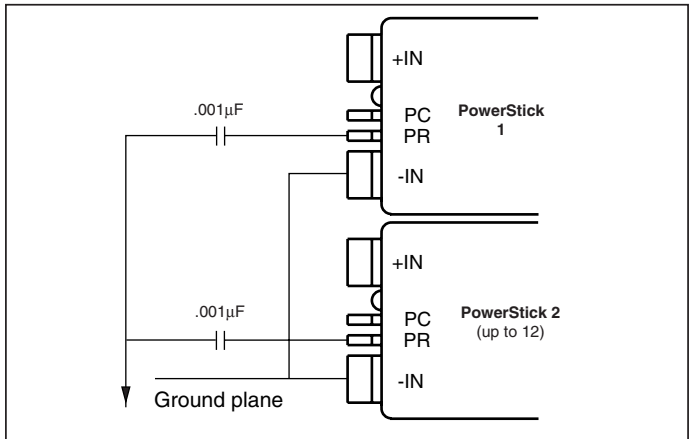 +IN
.001μF
PC
PowerStick
1
PR
-IN
+IN
.001μF
PC
PowerStick 2
(up to 12)
PR
-IN
Ground plane